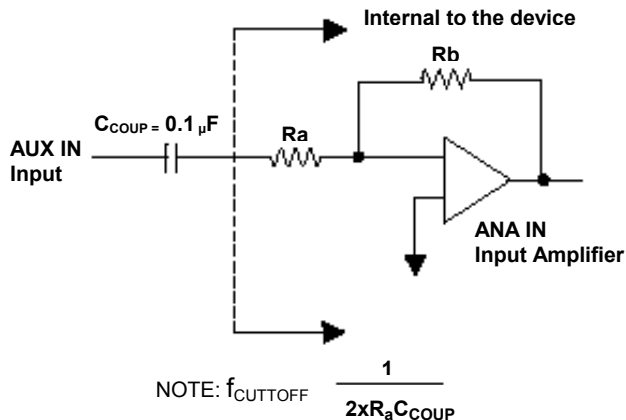 Internal to the device
Rb
C_COUP = 0.1 µF
Ra
AUX IN
Input
ANA IN
Input Amplifier
NOTE: f_CUTTOFF 1
2xR_aC_COUP